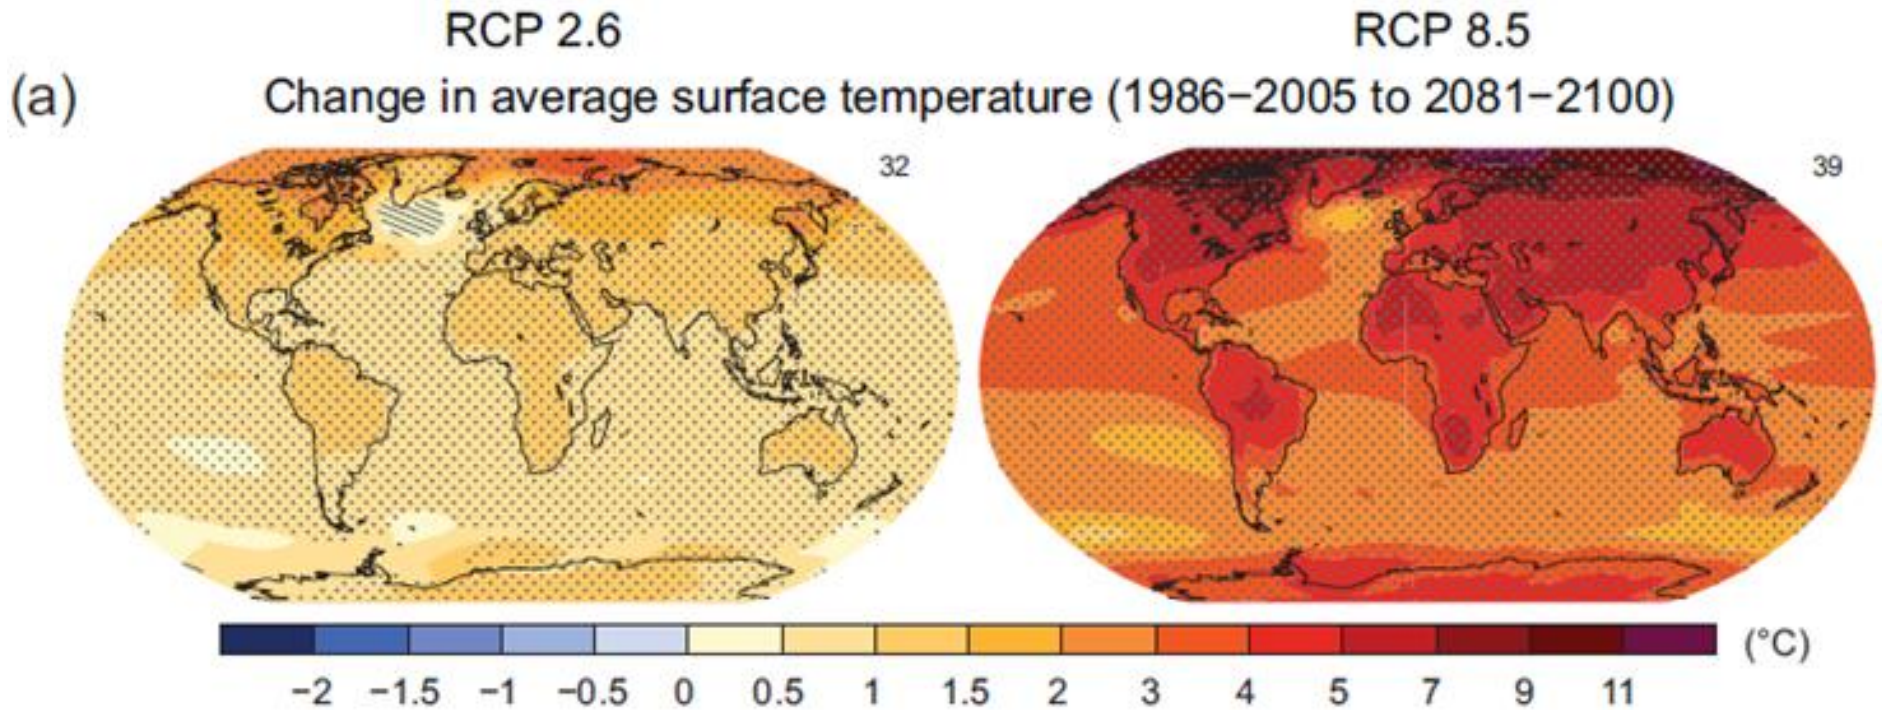 RCP 2.6 RCP 8.5
(a) Change in average surface temperature (1986−2005 to 2081−2100)
32 39
−2 −1.5 −1 −0.5 0 0.5 1 1.5 2 3 4 5 7 9 11 (°C)